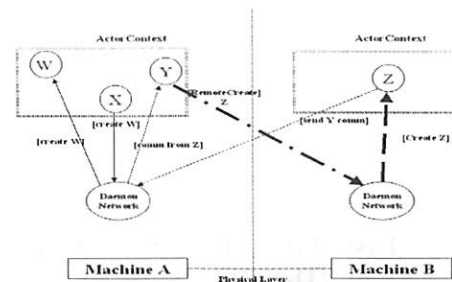 Actor Context
Actor Context
W
Y
Z
X
[RemoteCreate]
Z
[create W]
[send Y comm]
[create W]
[comm from Z]
[Create Z]
Daemon
Network
Daemon
Network
Machine A
Machine B
Physical Layer